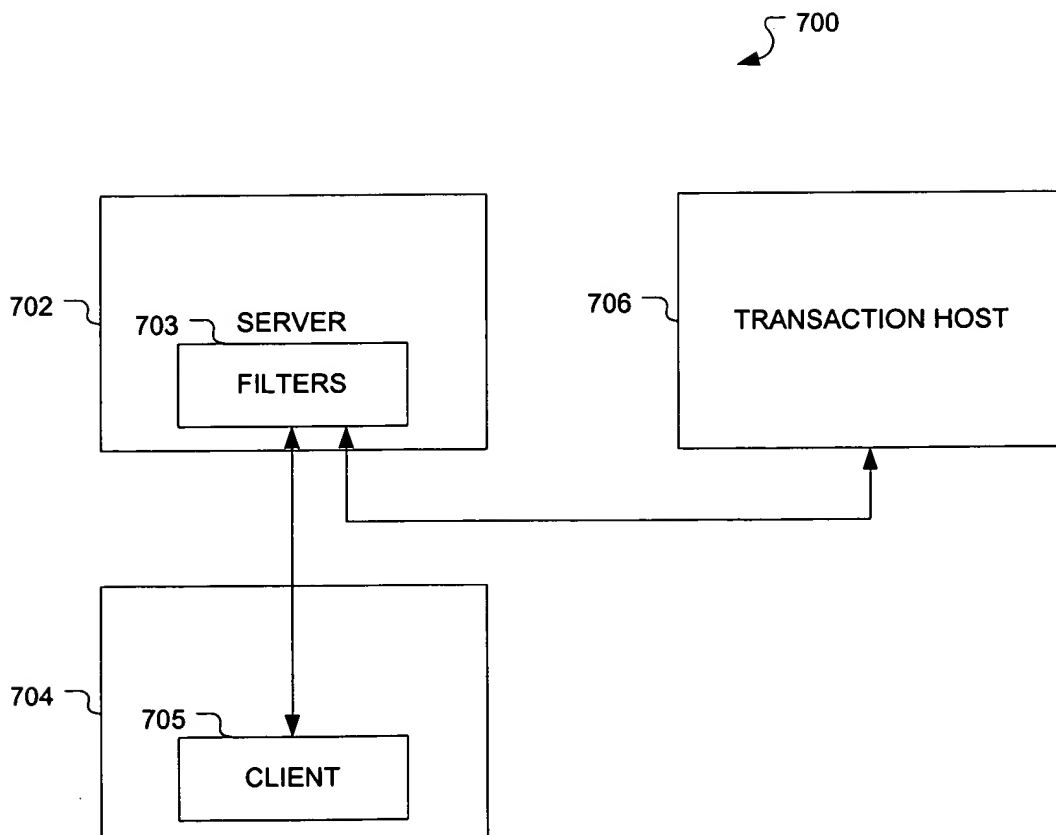 700
702
703
SERVER
FILTERS
706
TRANSACTION HOST
704
705
CLIENT